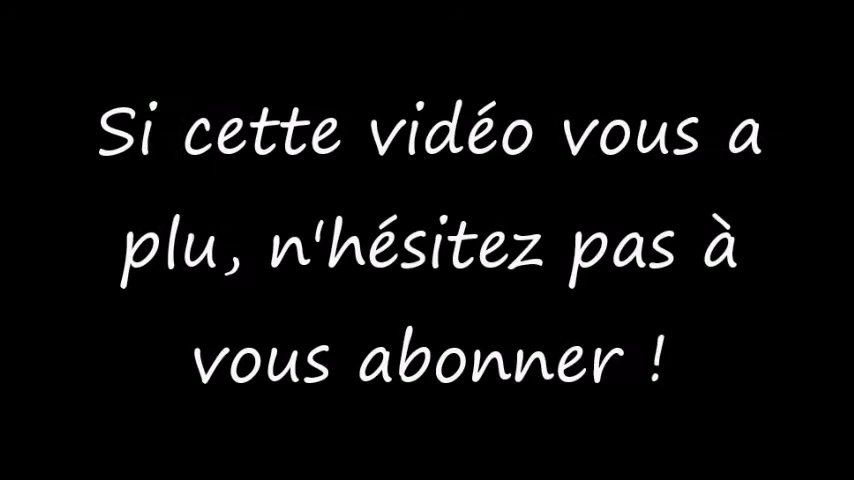 Si cette vidéo vous a
plu, n'hésitez pas à
vous abonner !